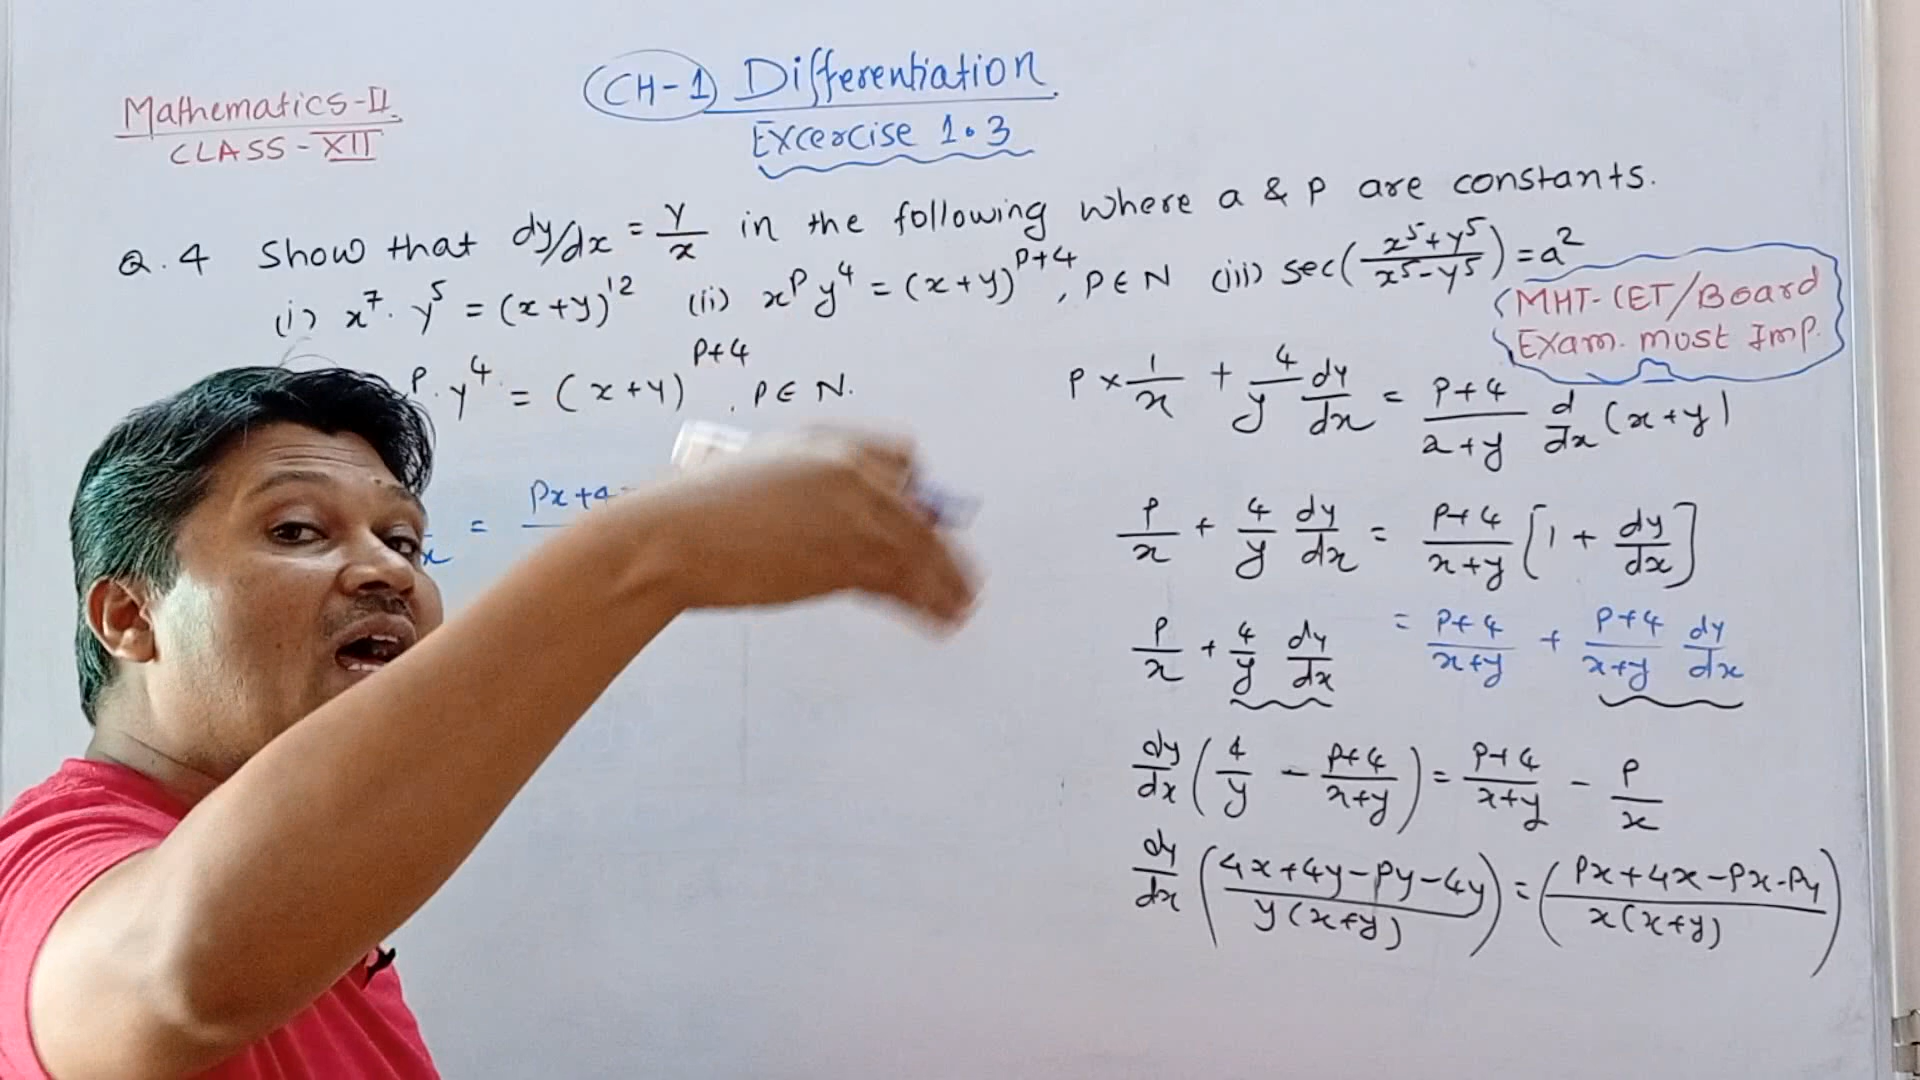 Mathematics-II
CLASS - XII
CH-1 Differentiation
Excercise 1.3
Q.4 Show that dy/dx = y/x in the following where a & p are constants.
(i) x⁷. y⁵ = (x+y)¹² (ii) xᵖ y⁴ = (x+y)ᵖ⁺⁴, P ∈ N (iii) sec((x⁵+y⁵)/(x⁵-y⁵)) = a²
MHT-CET/Board
Exam. most Imp.
P . y⁴ = (x+y)ᵖ⁺⁴, P ∈ N.
x = Px+
P × 1/x + 4/y dy/dx = P+4/x+y d/dx (x+y)
P/x + 4/y dy/dx = P+4/x+y [1 + dy/dx]
P/x + 4/y dy/dx = P+4/x+y + P+4/x+y dy/dx
dy/dx (4/y - P+4/x+y) = P+4/x+y - P/x
dy/dx (4x+4y-Py-4y / y(x+y)) = (Px+4x-Px-Py / x(x+y))